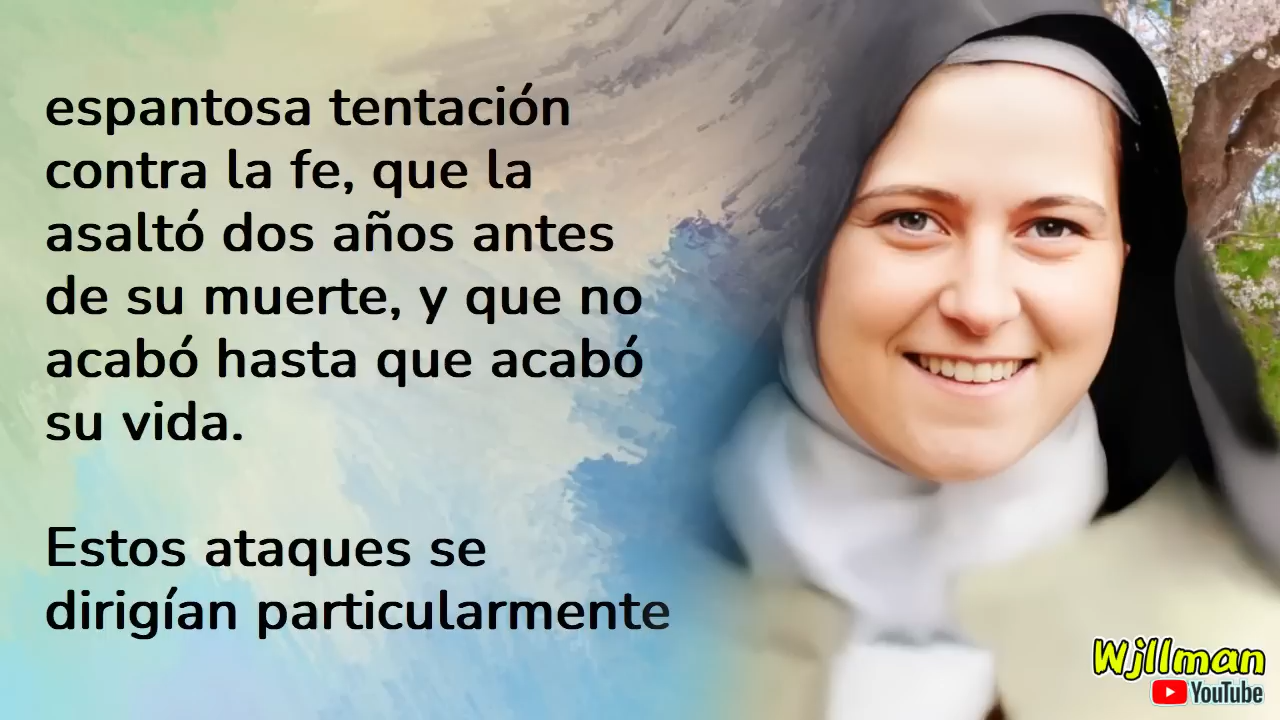 espantosa tentación
contra la fe, que la
asaltó dos años antes
de su muerte, y que no
acabó hasta que acabó
su vida.
Estos ataques se
dirigían particularmente
Wjllman
YouTube